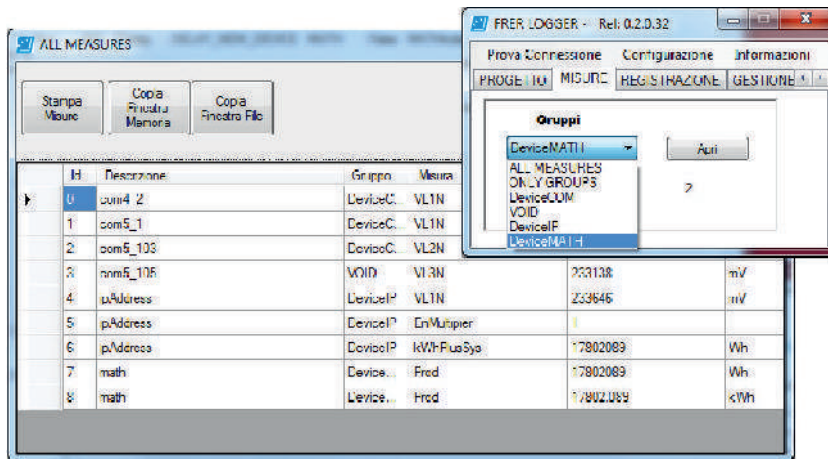 ALL MEASURES
FRER LOGGER - Rel: 0.2.0.32
Prova Connessione Configurazione Informazioni
PROGETTO MISURE REGISTRAZIONE GESTIONE
Gruppi
DeviceMATH Apri
ALL MEASURES
ONLY GROUPS
DeviceCOM
VOID
DeviceIP
DeviceMATH
2
Stampa Misure
Copia Finestra Memoria
Copia Finestra File
Id Descrizione Gruppo Misura
0 com4_2 DeviceC... VL1N
1 com5_1 DeviceC... VL1N
2 com5_103 DeviceC... VL2N
3 com5_105 VOID VL3N 233138 mV
4 ipAddress DeviceIP VL1N 233646 mV
5 ipAddress DeviceIP EnMultiplier 1
6 ipAddress DeviceIP kWhPlusSys 17802089 Wh
7 math Device... Prod 17802089 Wh
8 math Device... Prod 17802.089 kWh